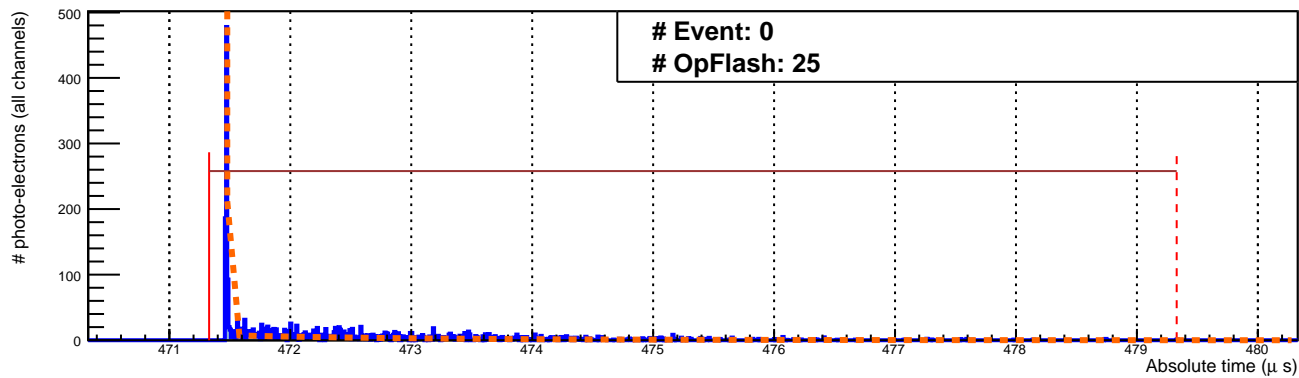 # Event: 0
# OpFlash: 25
# photo-electrons (all channels)
500
400
300
200
100
0
471 472 473 474 475 476 477 478 479 480
Absolute time (μ s)